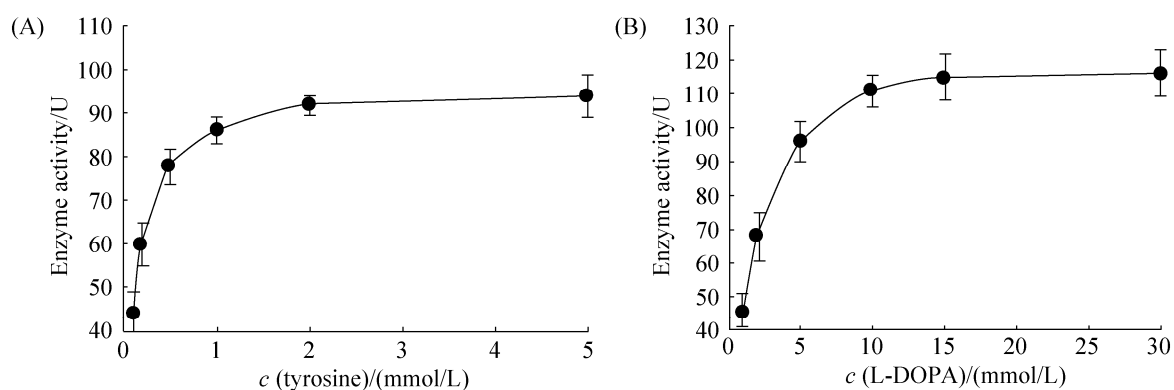 (A)
Enzyme activity/U
110
100
90
80
70
60
50
40
0 1 2 3 4 5
c (tyrosine)/(mmol/L)
(B)
Enzyme activity/U
130
120
110
100
90
80
70
60
50
40
0 5 10 15 20 25 30
c (L-DOPA)/(mmol/L)